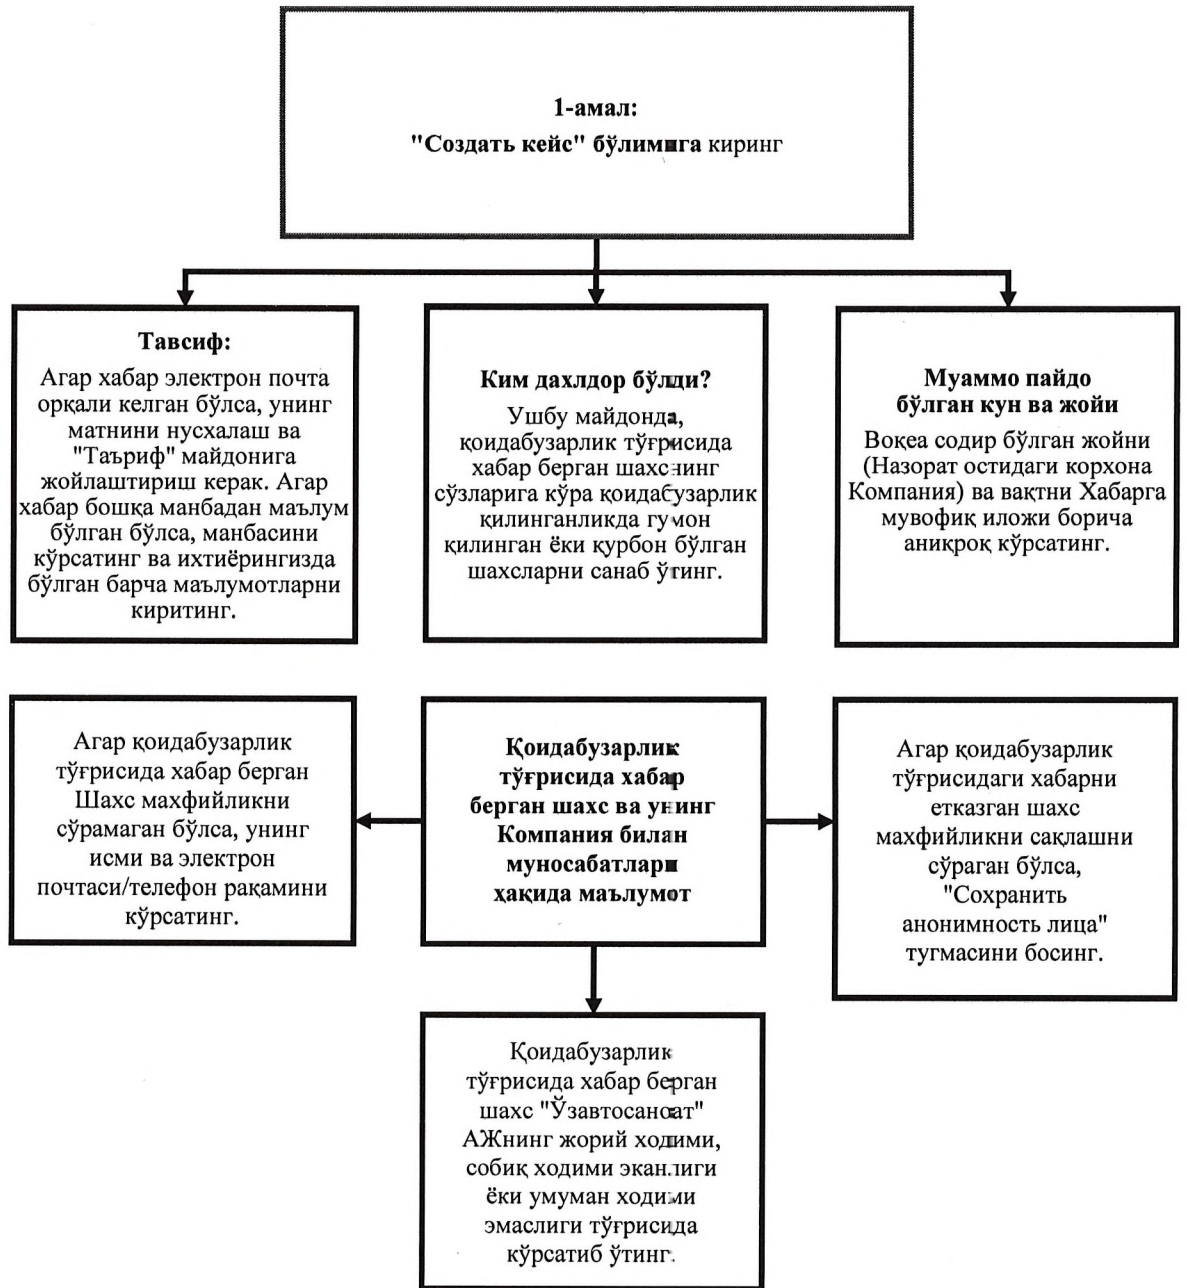 1-амал:
"Создать кейс" бўлимига киринг
Тавсиф:
Агар хабар электрон почта
орқали келган бўлса, унинг
матнини нусхалаш ва
"Таъриф" майдонига
жойлаштириш керак. Агар
хабар бошқа манбадан маълум
бўлган бўлса, манбасини
кўрсатинг ва ихтиёрингизда
бўлган барча маълумотларни
киритинг.
Ким дахлдор бўлди?
Ушбу майдонда,
қоидабузарлик тўғрисида
хабар берган шахснинг
сўзларига кўра қоидабузарлик
қилинганликда гумон
қилинган ёки қурбон бўлган
шахсларни санаб ўтинг.
Муаммо пайдо
бўлган кун ва жойи
Воқеа содир бўлган жойни
(Назорат остидаги корхона
Компания) ва вақтни Хабарга
мувофиқ иложи борича
аниқроқ кўрсатинг.
Агар қоидабузарлик
тўғрисида хабар берган
Шахс махфийликни
сўрамаган бўлса, унинг
исми ва электрон
почтаси/телефон рақамини
кўрсатинг.
Қоидабузарлик
тўғрисида хабар
берган шахс ва унинг
Компания билан
муносабатлари
ҳақида маълумот
Агар қоидабузарлик
тўғрисидаги хабарни
етказган шахс
махфийликни сақлашни
сўраган бўлса,
"Сохранить
анонимность лица"
тугмасини босинг.
Қоидабузарлик
тўғрисида хабар берган
шахс "Ўзавтосаноат"
АЖнинг жорий ходими,
собиқ ходими эканлиги
ёки умуман ходими
эмаслиги тўғрисида
кўрсатиб ўтинг.